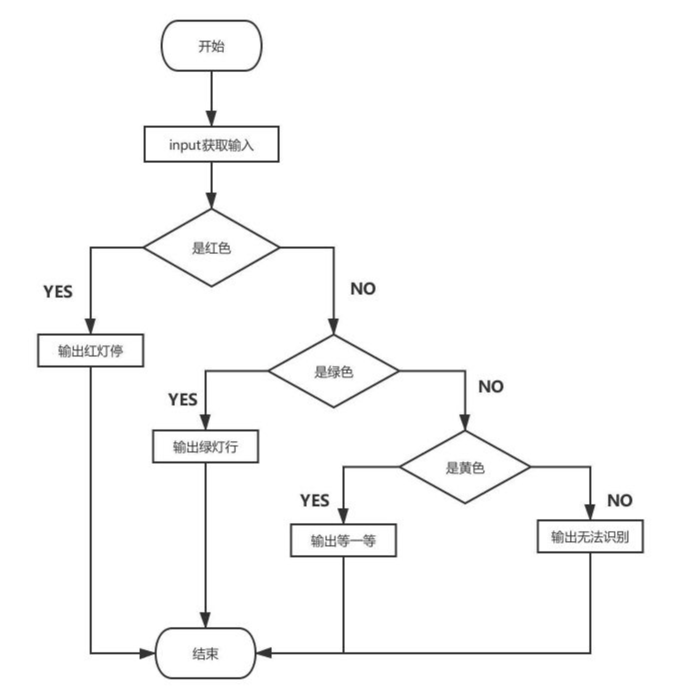 开始
input获取输入
是红色
YES
NO
输出红灯停
是绿色
YES
NO
输出绿灯行
是黄色
YES
NO
输出等一等
输出无法识别
结束